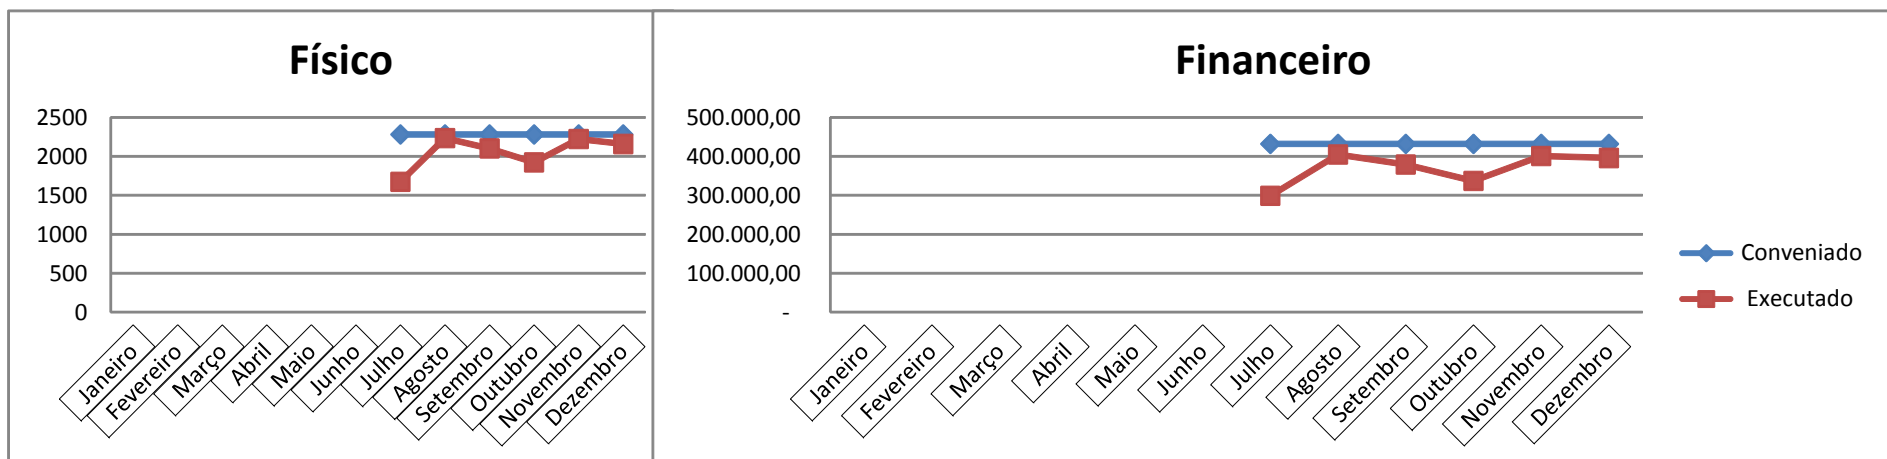 Físico
2500
2000
1500
1000
500
0
Janeiro
Fevereiro
Março
Abril
Maio
Junho
Julho
Agosto
Setembro
Outubro
Novembro
Dezembro
Financeiro
500.000,00
400.000,00
300.000,00
200.000,00
100.000,00
-
Janeiro
Fevereiro
Março
Abril
Maio
Junho
Julho
Agosto
Setembro
Outubro
Novembro
Dezembro
Conveniado
Executado